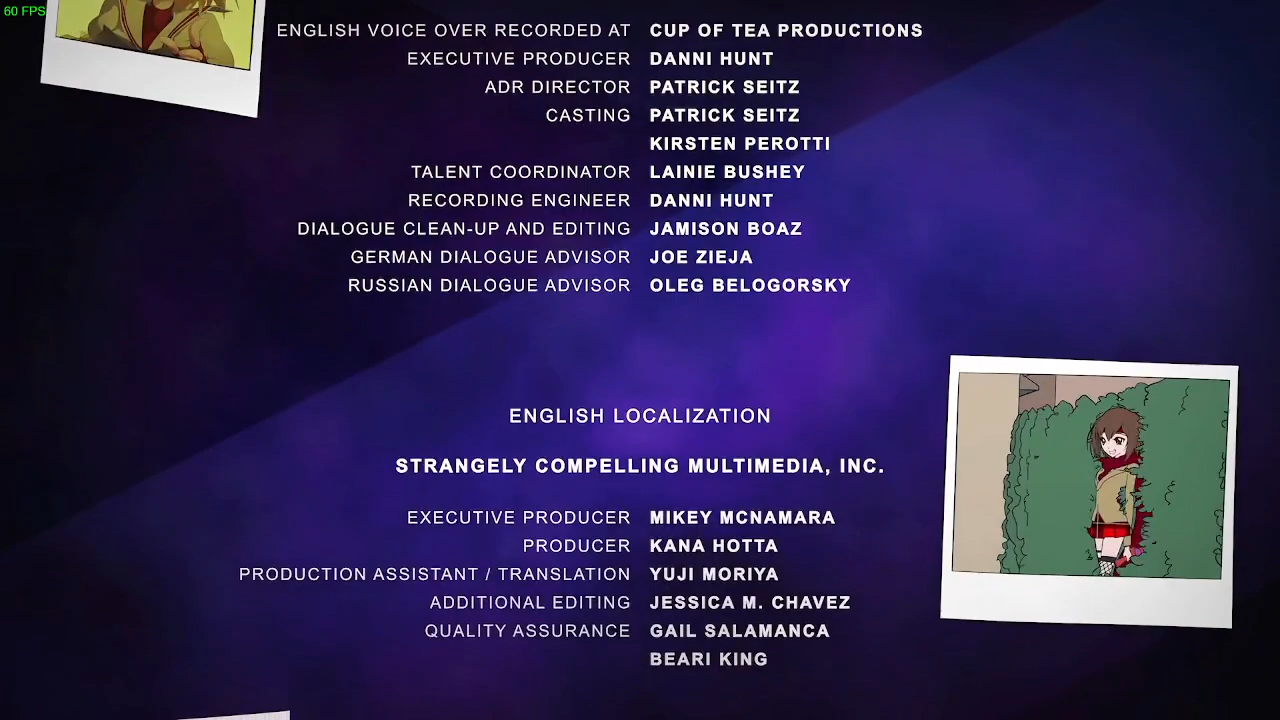 60 FPS
ENGLISH VOICE OVER RECORDED AT CUP OF TEA PRODUCTIONS
EXECUTIVE PRODUCER DANNI HUNT
ADR DIRECTOR PATRICK SEITZ
CASTING PATRICK SEITZ
KIRSTEN PEROTTI
TALENT COORDINATOR LAINIE BUSHEY
RECORDING ENGINEER DANNI HUNT
DIALOGUE CLEAN-UP AND EDITING JAMISON BOAZ
GERMAN DIALOGUE ADVISOR JOE ZIEJA
RUSSIAN DIALOGUE ADVISOR OLEG BELOGORSKY
ENGLISH LOCALIZATION
STRANGELY COMPELLING MULTIMEDIA, INC.
EXECUTIVE PRODUCER MIKEY MCNAMARA
PRODUCER KANA HOTTA
PRODUCTION ASSISTANT / TRANSLATION YUJI MORIYA
ADDITIONAL EDITING JESSICA M. CHAVEZ
QUALITY ASSURANCE GAIL SALAMANCA
BEARI KING